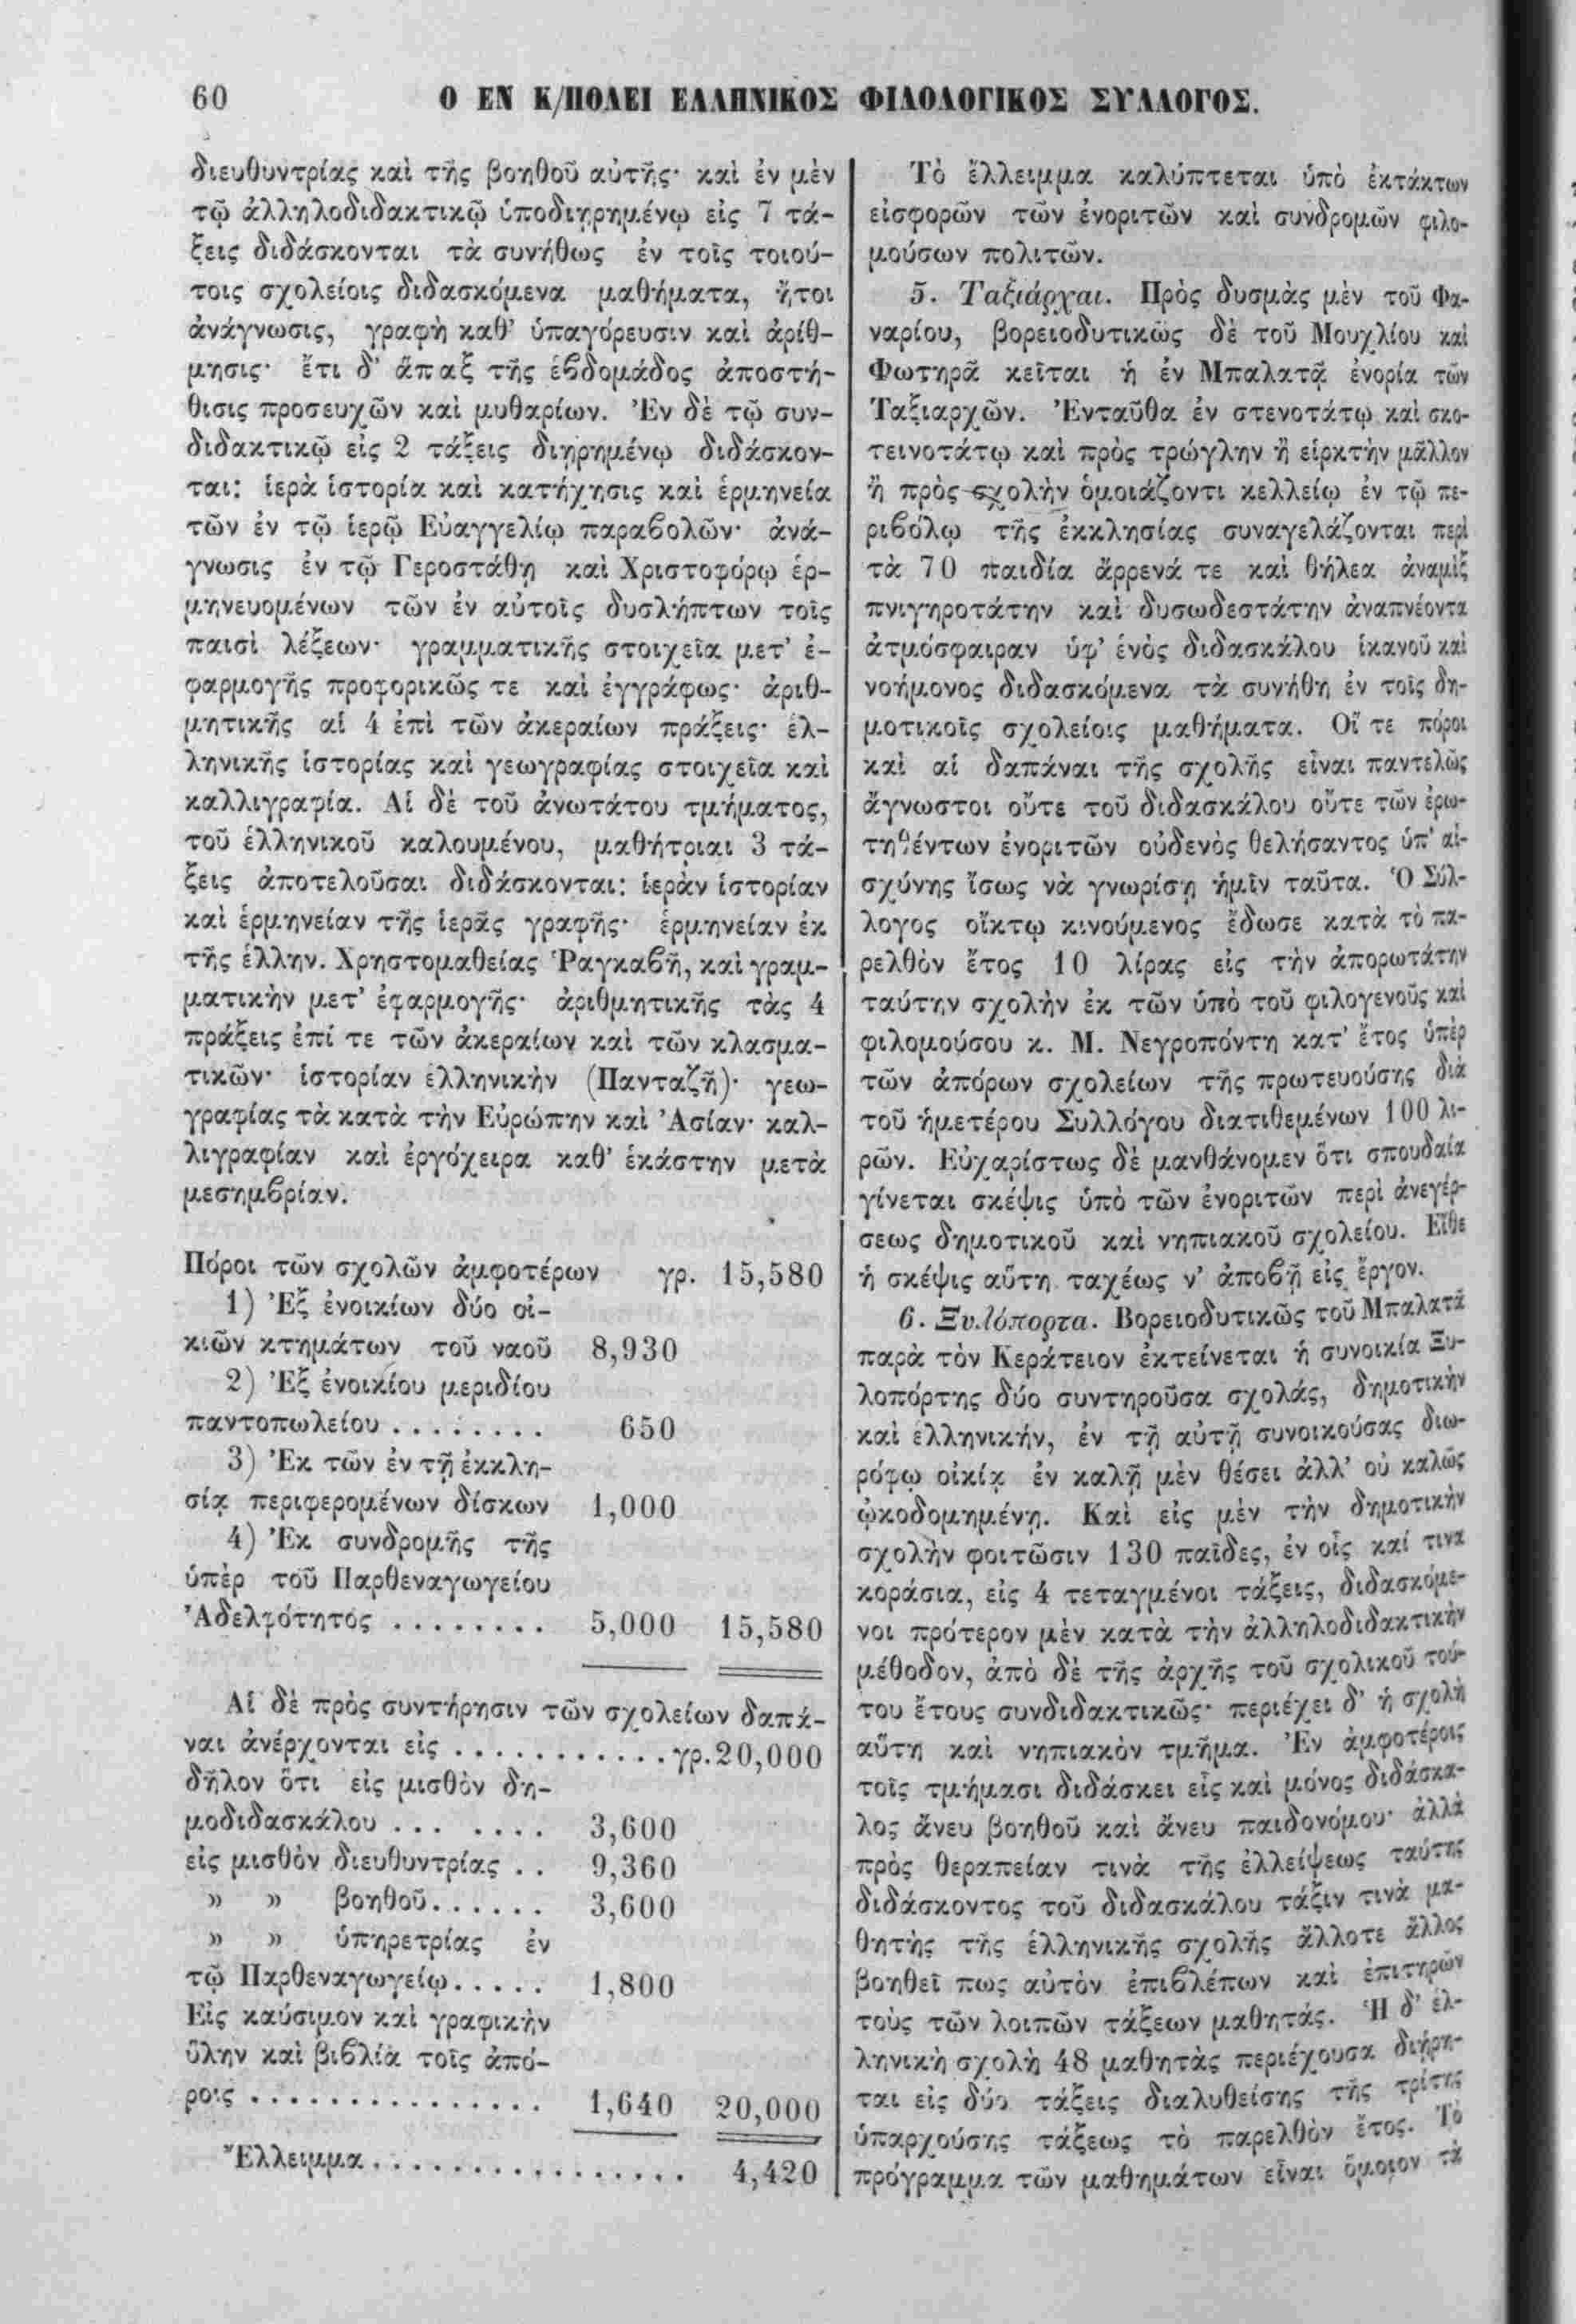 60
Ο ΕΝ Κ/ΠΟΛΕΙ ΕΛΛΗΝΙΚΟΣ ΦΙΛΟΛΟΓΙΚΟΣ ΣΥΛΛΟΓΟΣ.
διευθυντρίας καὶ τῆς βοηθοῦ αὐτῆς· καὶ ἐν μὲν
τῷ ἀλληλοδιδακτικῷ ὑποδιῃρημένῳ εἰς 7 τά-
ξεις διδάσκονται τὰ συνήθως ἐν τοῖς τοιού-
τοις σχολείοις διδασκόμενα μαθήματα, ἤτοι
ἀνάγνωσις, γραφὴ καθ' ὑπαγόρευσιν καὶ ἀρίθ-
μησις· ἔτι δ' ἅπαξ τῆς ἑβδομάδος ἀποστή-
θισις προσευχῶν καὶ μυθαρίων. Ἐν δὲ τῷ συν-
διδακτικῷ εἰς 2 τάξεις διῃρημένῳ διδάσκον-
ται: ἱερὰ ἱστορία καὶ κατήχησις καὶ ἑρμηνεία
τῶν ἐν τῷ ἱερῷ Εὐαγγελίῳ παραβολῶν· ἀνά-
γνωσις ἐν τῷ Γεροστάθῃ καὶ Χριστοφόρῳ ἑρ-
μηνευομένων τῶν ἐν αὐτοῖς δυσλήπτων τοῖς
παισὶ λέξεων· γραμματικῆς στοιχεῖα μετ' ἐ-
φαρμογῆς προφορικῶς τε καὶ ἐγγράφως· ἀριθ-
μητικῆς αἱ 4 ἐπὶ τῶν ἀκεραίων πράξεις· ἑλ-
ληνικῆς ἱστορίας καὶ γεωγραφίας στοιχεῖα καὶ
καλλιγραφία. Αἱ δὲ τοῦ ἀνωτάτου τμήματος,
τοῦ ἑλληνικοῦ καλουμένου, μαθήτριαι 3 τά-
ξεις ἀποτελοῦσαι διδάσκονται: ἱερὰν ἱστορίαν
καὶ ἑρμηνείαν τῆς ἱερᾶς γραφῆς· ἑρμηνείαν ἐκ
τῆς ἑλλην. Χρηστομαθείας Ῥαγκαβῆ, καὶ γραμ-
ματικὴν μετ' ἐφαρμογῆς· ἀριθμητικῆς τὰς 4
πράξεις ἐπί τε τῶν ἀκεραίων καὶ τῶν κλασμα-
τικῶν· ἱστορίαν ἑλληνικὴν (Πανταζῆ)· γεω-
γραφίας τὰ κατὰ τὴν Εὐρώπην καὶ Ἀσίαν· καλ-
λιγραφίαν καὶ ἐργόχειρα καθ' ἑκάστην μετὰ
μεσημβρίαν.
Πόροι τῶν σχολῶν ἀμφοτέρων γρ. 15,580
1) Ἐξ ἐνοικίων δύο οἰ-
κιῶν κτημάτων τοῦ ναοῦ 8,930
2) Ἐξ ἐνοικίου μεριδίου
παντοπωλείου . . . . . . . . 650
3) Ἐκ τῶν ἐν τῇ ἐκκλη-
σίᾳ περιφερομένων δίσκων 1,000
4) Ἐκ συνδρομῆς τῆς
ὑπὲρ τοῦ Παρθεναγωγείου
Ἀδελφότητος . . . . . . . . 5,000 15,580
Αἱ δὲ πρὸς συντήρησιν τῶν σχολείων δαπά-
ναι ἀνέρχονται εἰς . . . . . . . . . . . γρ. 20,000
δῆλον ὅτι εἰς μισθὸν δη-
μοδιδασκάλου . . . . . . . 3,600
εἰς μισθὸν διευθυντρίας . . 9,360
» » βοηθοῦ. . . . . . 3,600
» » ὑπηρετρίας ἐν
τῷ Παρθεναγωγείῳ. . . . . 1,800
Εἰς καύσιμον καὶ γραφικὴν
ὕλην καὶ βιβλία τοῖς ἀπό-
ροις . . . . . . . . . . . . . . . 1,640 20,000
Ἔλλειμμα. . . . . . . . . . . . . . . . 4,420
Τὸ ἔλλειμμα καλύπτεται ὑπὸ ἐκτάκτων
εἰσφορῶν τῶν ἐνοριτῶν καὶ συνδρομῶν φιλο-
μούσων πολιτῶν.
5. Ταξιάρχαι. Πρὸς δυσμὰς μὲν τοῦ Φα-
ναρίου, βορειοδυτικῶς δὲ τοῦ Μουχλίου καὶ
Φωτηρᾶ κεῖται ἡ ἐν Μπαλατᾷ ἐνορία τῶν
Ταξιαρχῶν. Ἐνταῦθα ἐν στενοτάτῳ καὶ σκο-
τεινοτάτῳ καὶ πρὸς τρώγλην ἢ εἱρκτὴν μᾶλλον
ἢ πρὸς σχολὴν ὁμοιάζοντι κελλείῳ ἐν τῷ πε-
ριβόλῳ τῆς ἐκκλησίας συναγελάζονται περὶ
τὰ 70 παιδία ἄρρενά τε καὶ θήλεα ἀναμὶξ
πνιγηροτάτην καὶ δυσωδεστάτην ἀναπνέοντα
ἀτμόσφαιραν ὑφ' ἑνὸς διδασκάλου ἱκανοῦ καὶ
νοήμονος διδασκόμενα τὰ συνήθη ἐν τοῖς δη-
μοτικοῖς σχολείοις μαθήματα. Οἵ τε πόροι
καὶ αἱ δαπάναι τῆς σχολῆς εἶναι παντελῶς
ἄγνωστοι οὔτε τοῦ διδασκάλου οὔτε τῶν ἐρω-
τηθέντων ἐνοριτῶν οὐδενὸς θελήσαντος ὑπ' αἰ-
σχύνης ἴσως νὰ γνωρίσῃ ἡμῖν ταῦτα. Ὁ Σύλ-
λογος οἴκτῳ κινούμενος ἔδωσε κατὰ τὸ πα-
ρελθὸν ἔτος 10 λίρας εἰς τὴν ἀπορωτάτην
ταύτην σχολὴν ἐκ τῶν ὑπὸ τοῦ φιλογενοῦς καὶ
φιλομούσου κ. Μ. Νεγροπόντη κατ' ἔτος ὑπὲρ
τῶν ἀπόρων σχολείων τῆς πρωτευούσης διὰ
τοῦ ἡμετέρου Συλλόγου διατιθεμένων 100 λι-
ρῶν. Εὐχαρίστως δὲ μανθάνομεν ὅτι σπουδαία
γίνεται σκέψις ὑπὸ τῶν ἐνοριτῶν περὶ ἀνεγέρ-
σεως δημοτικοῦ καὶ νηπιακοῦ σχολείου. Εἴθε
ἡ σκέψις αὕτη ταχέως ν' ἀποβῇ εἰς ἔργον.
6. Ξυλόπορτα. Βορειοδυτικῶς τοῦ Μπαλατᾶ
παρὰ τὸν Κεράτειον ἐκτείνεται ἡ συνοικία Ξυ-
λοπόρτης δύο συντηροῦσα σχολάς, δημοτικὴν
καὶ ἑλληνικήν, ἐν τῇ αὐτῇ συνοικούσας διω-
ρόφῳ οἰκίᾳ ἐν καλῇ μὲν θέσει ἀλλ' οὐ καλῶς
ᾠκοδομημένῃ. Καὶ εἰς μὲν τὴν δημοτικὴν
σχολὴν φοιτῶσιν 130 παῖδες, ἐν οἷς καί τινα
κοράσια, εἰς 4 τεταγμένοι τάξεις, διδασκόμε-
νοι πρότερον μὲν κατὰ τὴν ἀλληλοδιδακτικὴν
μέθοδον, ἀπὸ δὲ τῆς ἀρχῆς τοῦ σχολικοῦ τού-
του ἔτους συνδιδακτικῶς· περιέχει δ' ἡ σχολὴ
αὕτη καὶ νηπιακὸν τμῆμα. Ἐν ἀμφοτέροις
τοῖς τμήμασι διδάσκει εἷς καὶ μόνος διδάσκα-
λος ἄνευ βοηθοῦ καὶ ἄνευ παιδονόμου· ἀλλὰ
πρὸς θεραπείαν τινὰ τῆς ἐλλείψεως ταύτης
διδάσκοντος τοῦ διδασκάλου τάξιν τινὰ μα-
θητὴς τῆς ἑλληνικῆς σχολῆς ἄλλοτε ἄλλος
βοηθεῖ πως αὐτὸν ἐπιβλέπων καὶ ἐπιτηρῶν
τοὺς τῶν λοιπῶν τάξεων μαθητάς. Ἡ δ' ἑλ-
ληνικὴ σχολὴ 48 μαθητὰς περιέχουσα διῄρη-
ται εἰς δύο τάξεις διαλυθείσης τῆς τρίτης
ὑπαρχούσης τάξεως τὸ παρελθὸν ἔτος. Τὸ
πρόγραμμα τῶν μαθημάτων εἶναι ὅμοιον τὰ